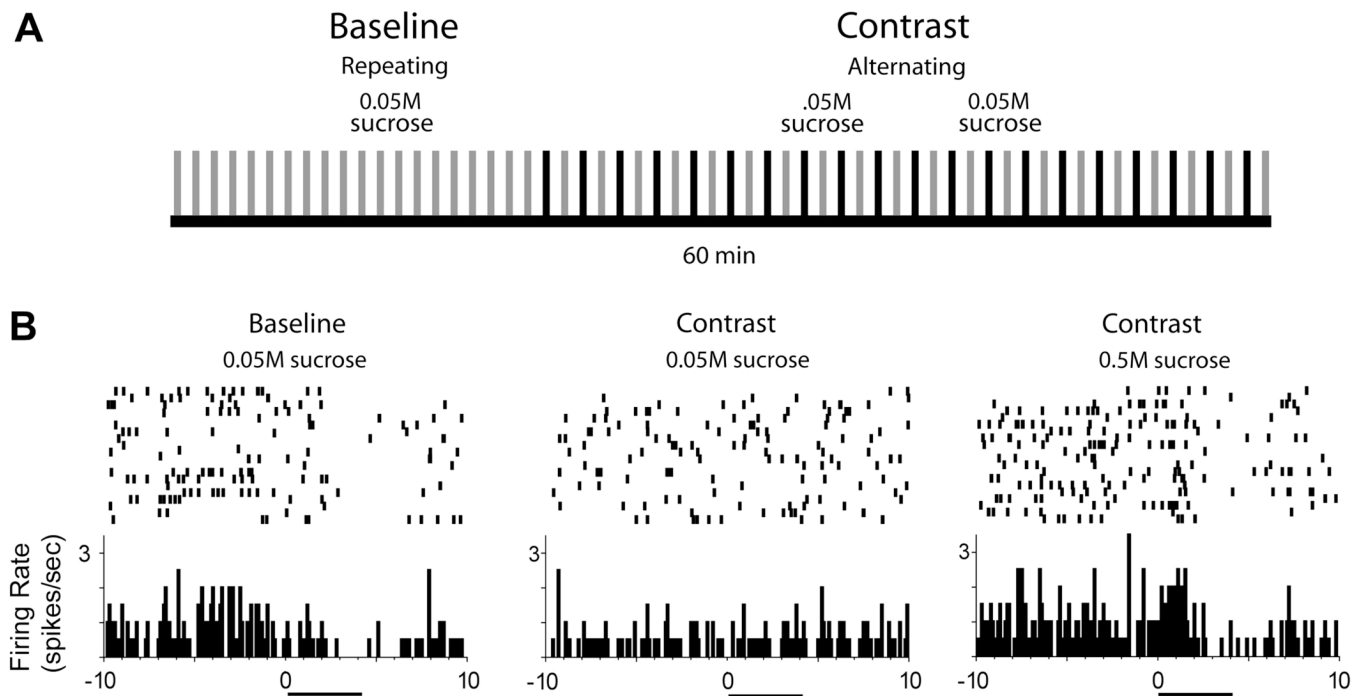 A
Baseline
Contrast
Repeating
Alternating
0.05M
sucrose
.05M
sucrose
0.05M
sucrose
60 min
B
Baseline
Contrast
Contrast
0.05M sucrose
0.05M sucrose
0.5M sucrose
Firing Rate
(spikes/sec)
3
3
3
-10 0 10
-10 0 10
-10 0 10